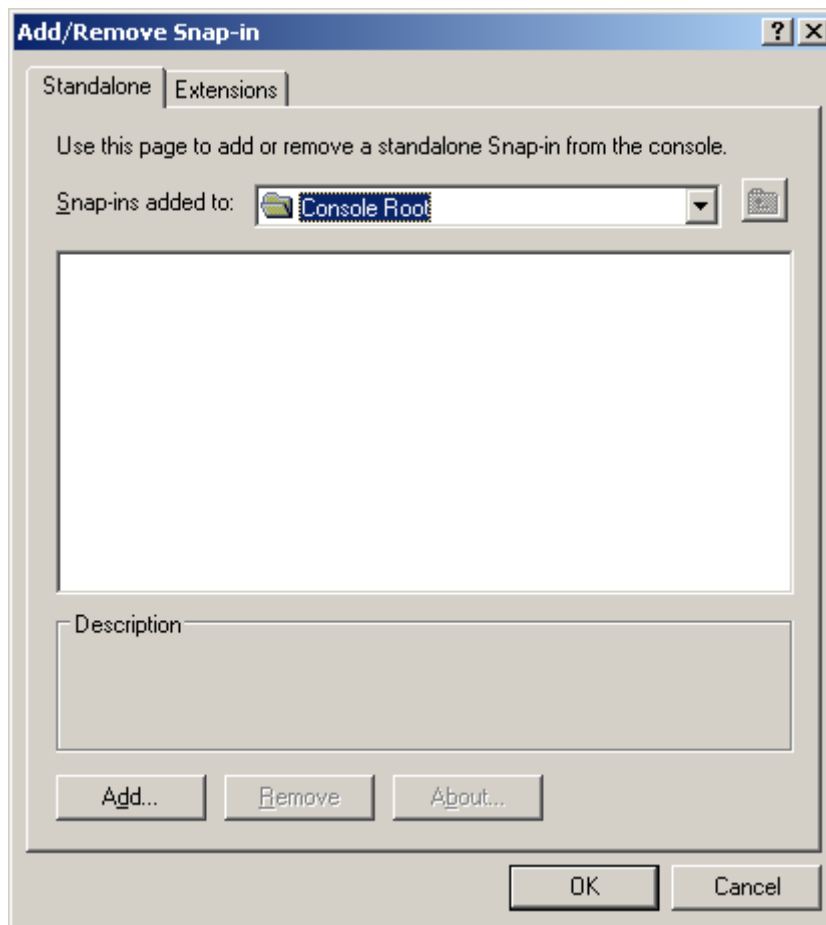 Add/Remove Snap-in
Standalone
Extensions
Use this page to add or remove a standalone Snap-in from the console.
Snap-ins added to:
Console Root
Description
Add...
Remove
About...
OK
Cancel